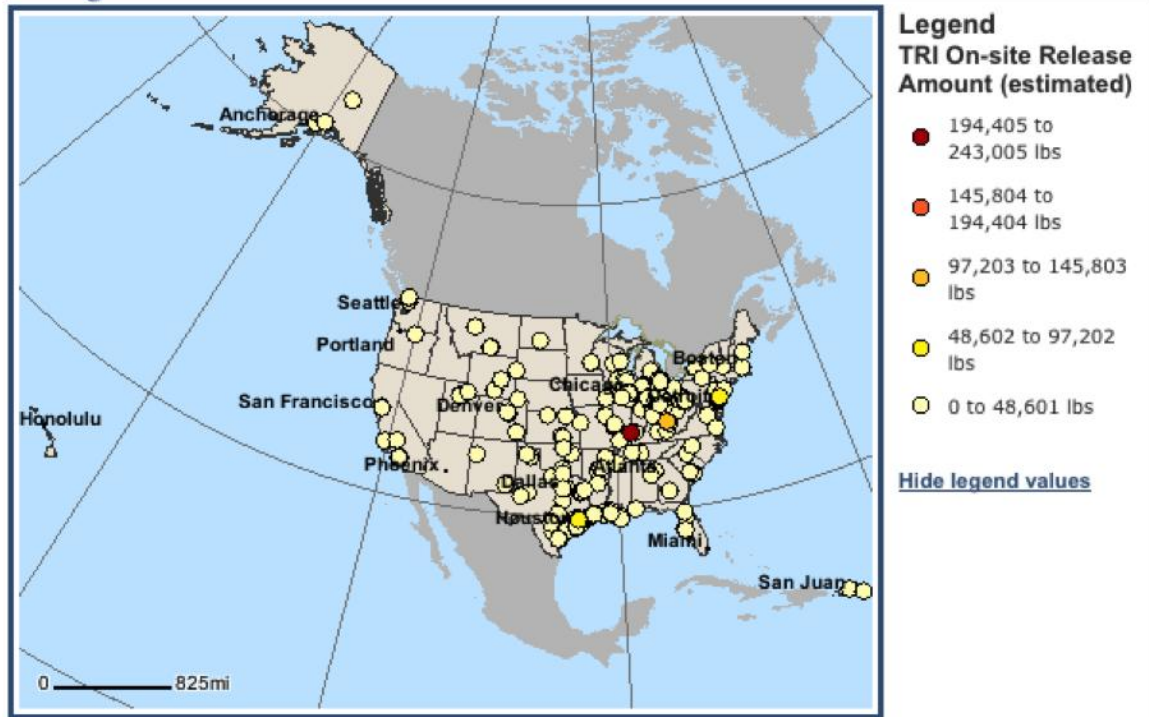 Anchorage
Seattle
Portland
San Francisco
Honolulu
Phoenix
Denver
Chicago
Detroit
Boston
Atlanta
Dallas
Houston
Miami
San Juan
0 825mi
Legend
TRI On-site Release
Amount (estimated)
194,405 to
243,005 lbs
145,804 to
194,404 lbs
97,203 to 145,803
lbs
48,602 to 97,202
lbs
0 to 48,601 lbs
Hide legend values